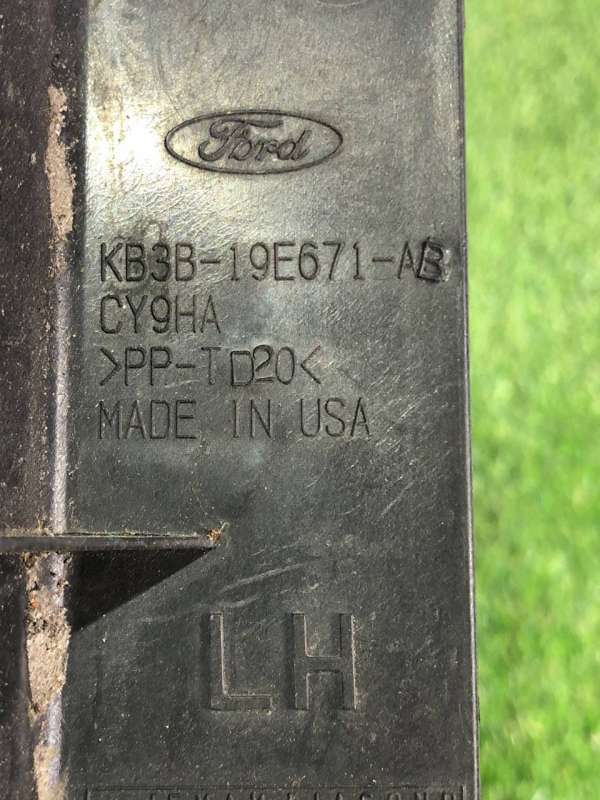 Ford
KB3B-19E671-AB
CY9HA
>PP-TD20<
MADE IN USA
LH